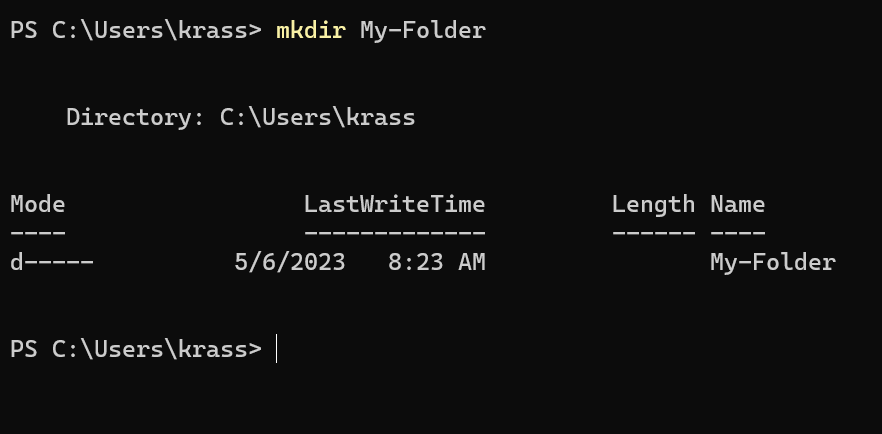 PS C:\Users\krass> mkdir My-Folder
    Directory: C:\Users\krass
Mode                 LastWriteTime         Length Name
----                 -------------         ------ ----
d-----          5/6/2023   8:23 AM                My-Folder
PS C:\Users\krass>